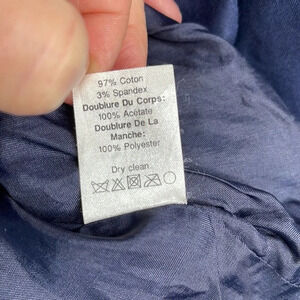 97% Coton
3% Spandex
Doublure Du Corps:
100% Acétate
Doublure De La
Manche:
100% Polyester
Dry clean